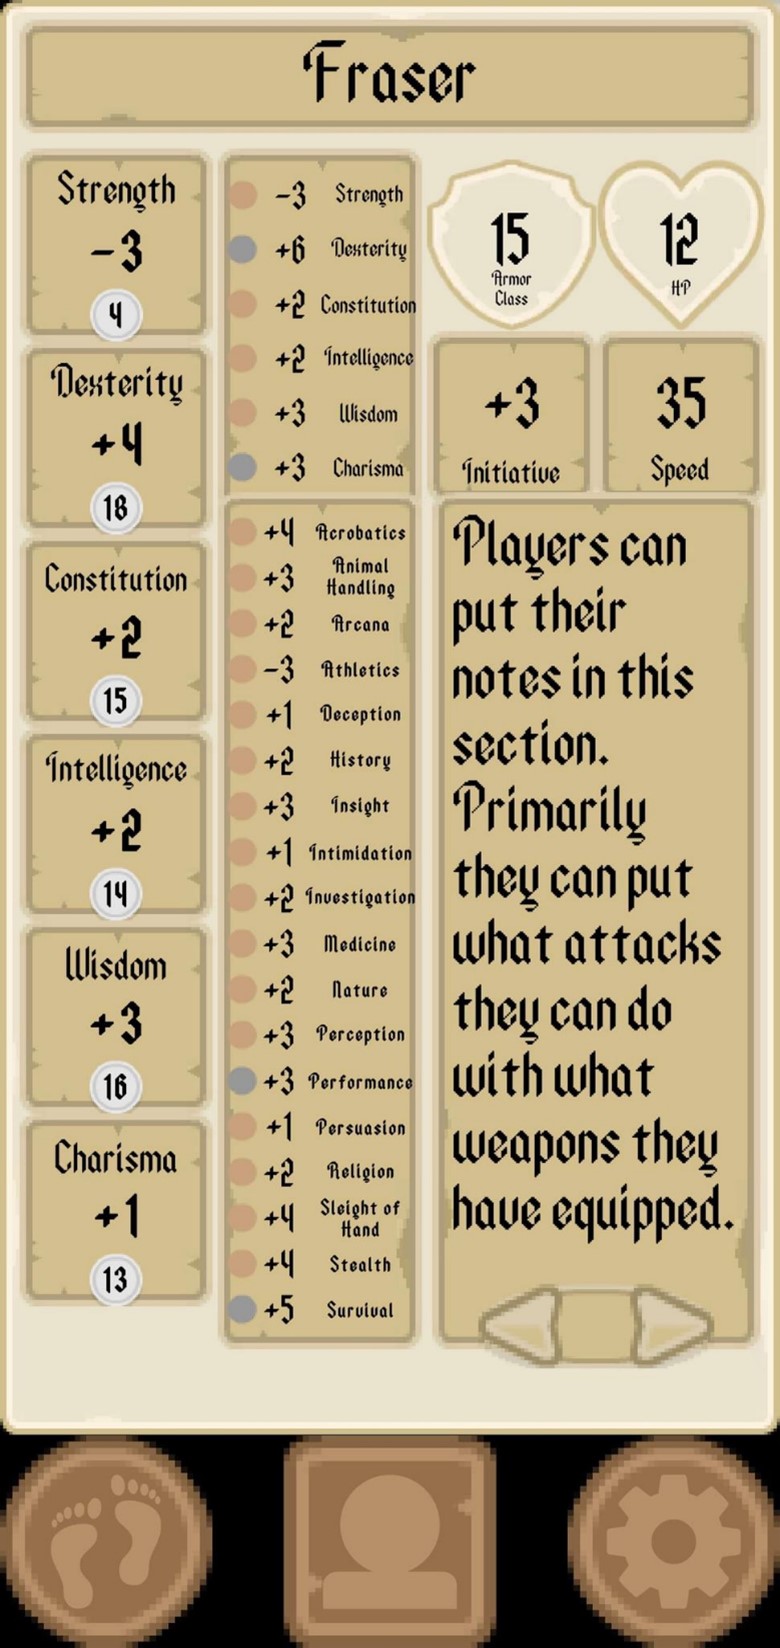 Fraser
Strength
-3
4
Dexterity
+4
18
Constitution
+2
15
Intelligence
+2
14
Wisdom
+3
16
Charisma
+1
13
-3 Strength
+6 Dexterity
+2 Constitution
+2 Intelligence
+3 Wisdom
+3 Charisma
+4 Acrobatics
+3 Animal
Handling
+2 Arcana
-3 Athletics
+1 Deception
+2 History
+3 Insight
+1 Intimidation
+2 Investigation
+3 Medicine
+2 Nature
+3 Perception
+3 Performance
+1 Persuasion
+2 Religion
+4 Sleight of
Hand
+4 Stealth
+5 Survival
15
Armor
Class
12
HP
+3
Initiative
35
Speed
Players can
put their
notes in this
section.
Primarily
they can put
what attacks
they can do
with what
weapons they
have equipped.